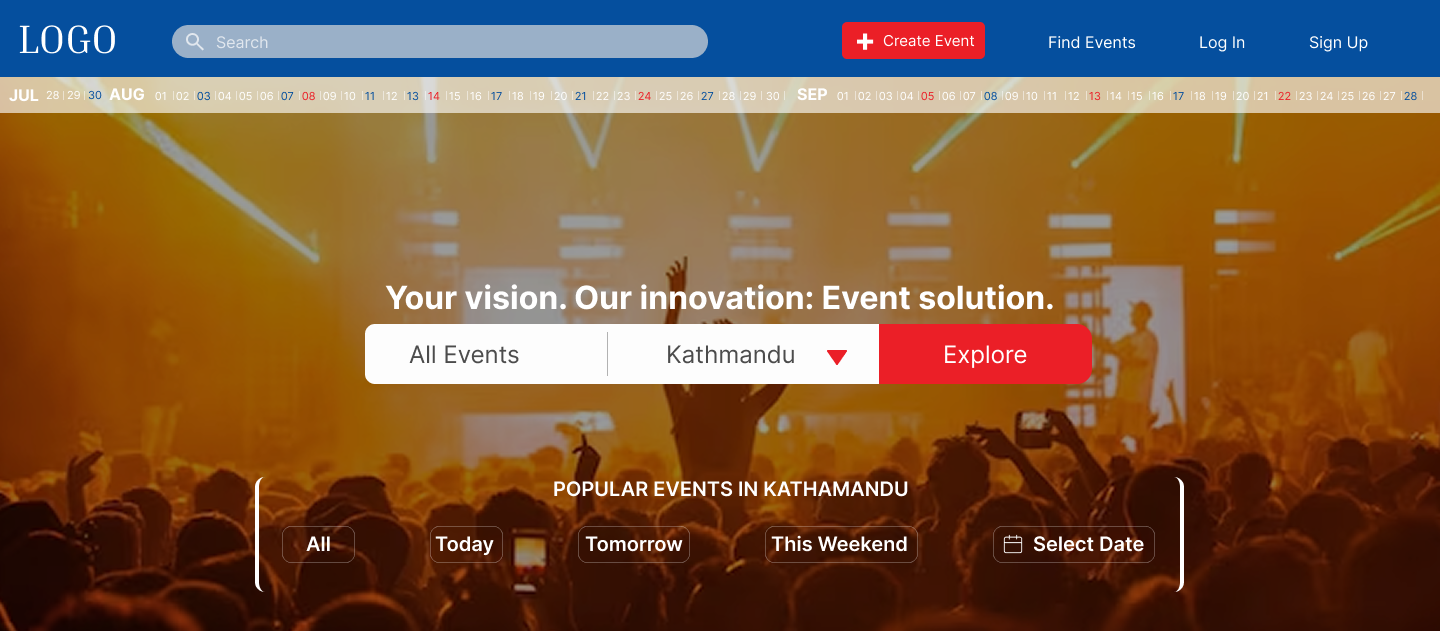 LOGO
Search
Create Event
Find Events
Log In
Sign Up
JUL 28 29 30 AUG 01 02 03 04 05 06 07 08 09 10 11 12 13 14 15 16 17 18 19 20 21 22 23 24 25 26 27 28 29 30 SEP 01 02 03 04 05 06 07 08 09 10 11 12 13 14 15 16 17 18 19 20 21 22 23 24 25 26 27 28
Your vision. Our innovation: Event solution.
All Events
Kathmandu
Explore
POPULAR EVENTS IN KATHAMANDU
All
Today
Tomorrow
This Weekend
Select Date